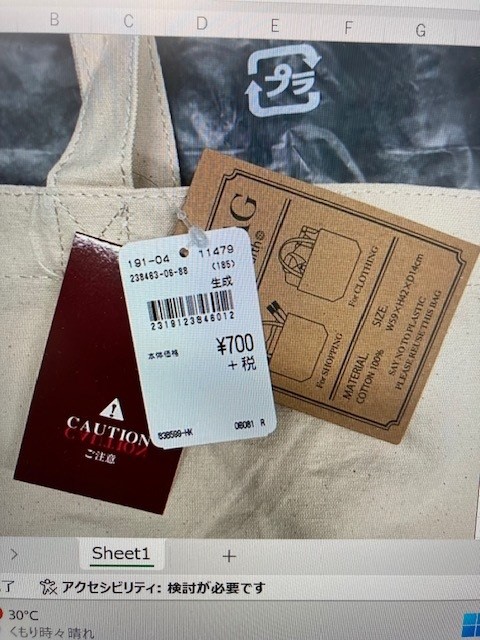 B C D E F G
プラ
191-04 11479
238463-06-88 (185)
生成
2319123846012
本体価格 ¥700
+税
838599-HK 08081 R
CAUTION
ご注意
For CLOTHING
For SHOPPING
SIZE:
W59×H42×D14cm
MATERIAL
COTTON 100%
SAY NO TO PLASTIC.
PLEASE REUSE THIS BAG
Sheet1 +
アクセシビリティ: 検討が必要です
30°C
くもり時々晴れ